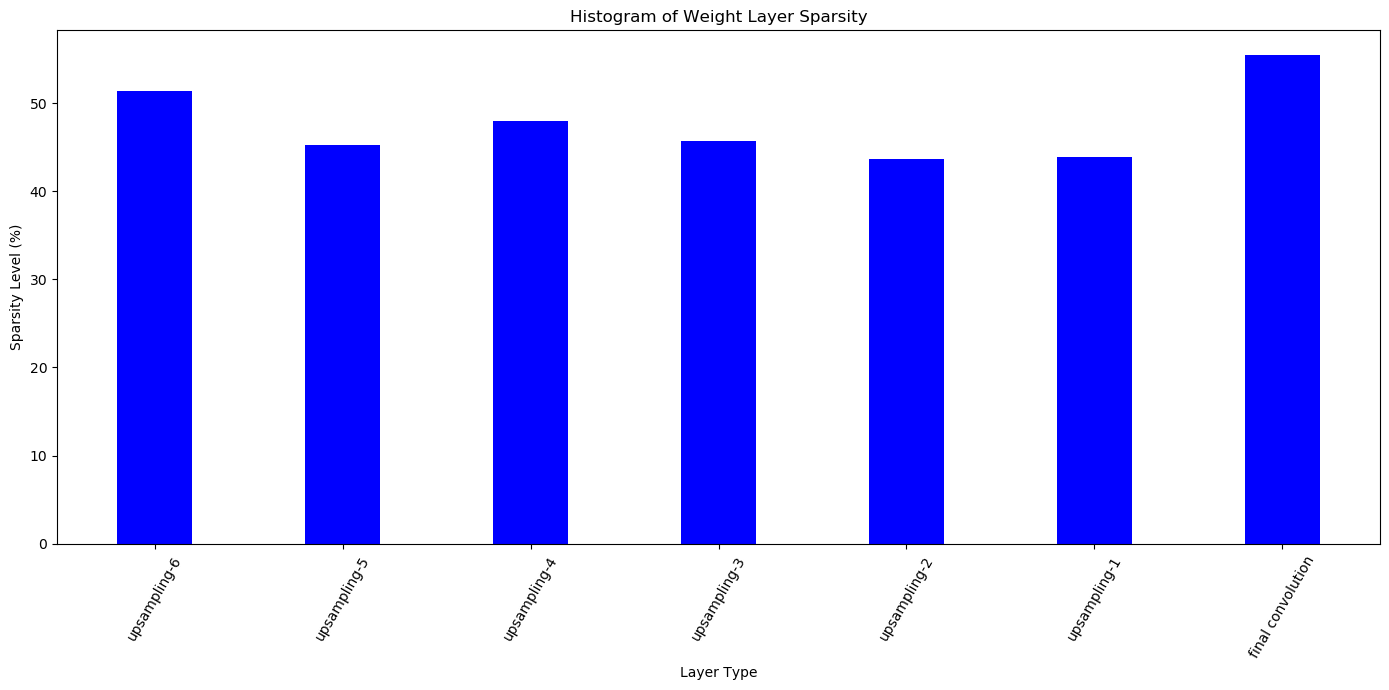 Histogram of Weight Layer Sparsity
Sparsity Level (%)
50
40
30
20
10
0
upsampling-6
upsampling-5
upsampling-4
upsampling-3
upsampling-2
upsampling-1
final convolution
Layer Type